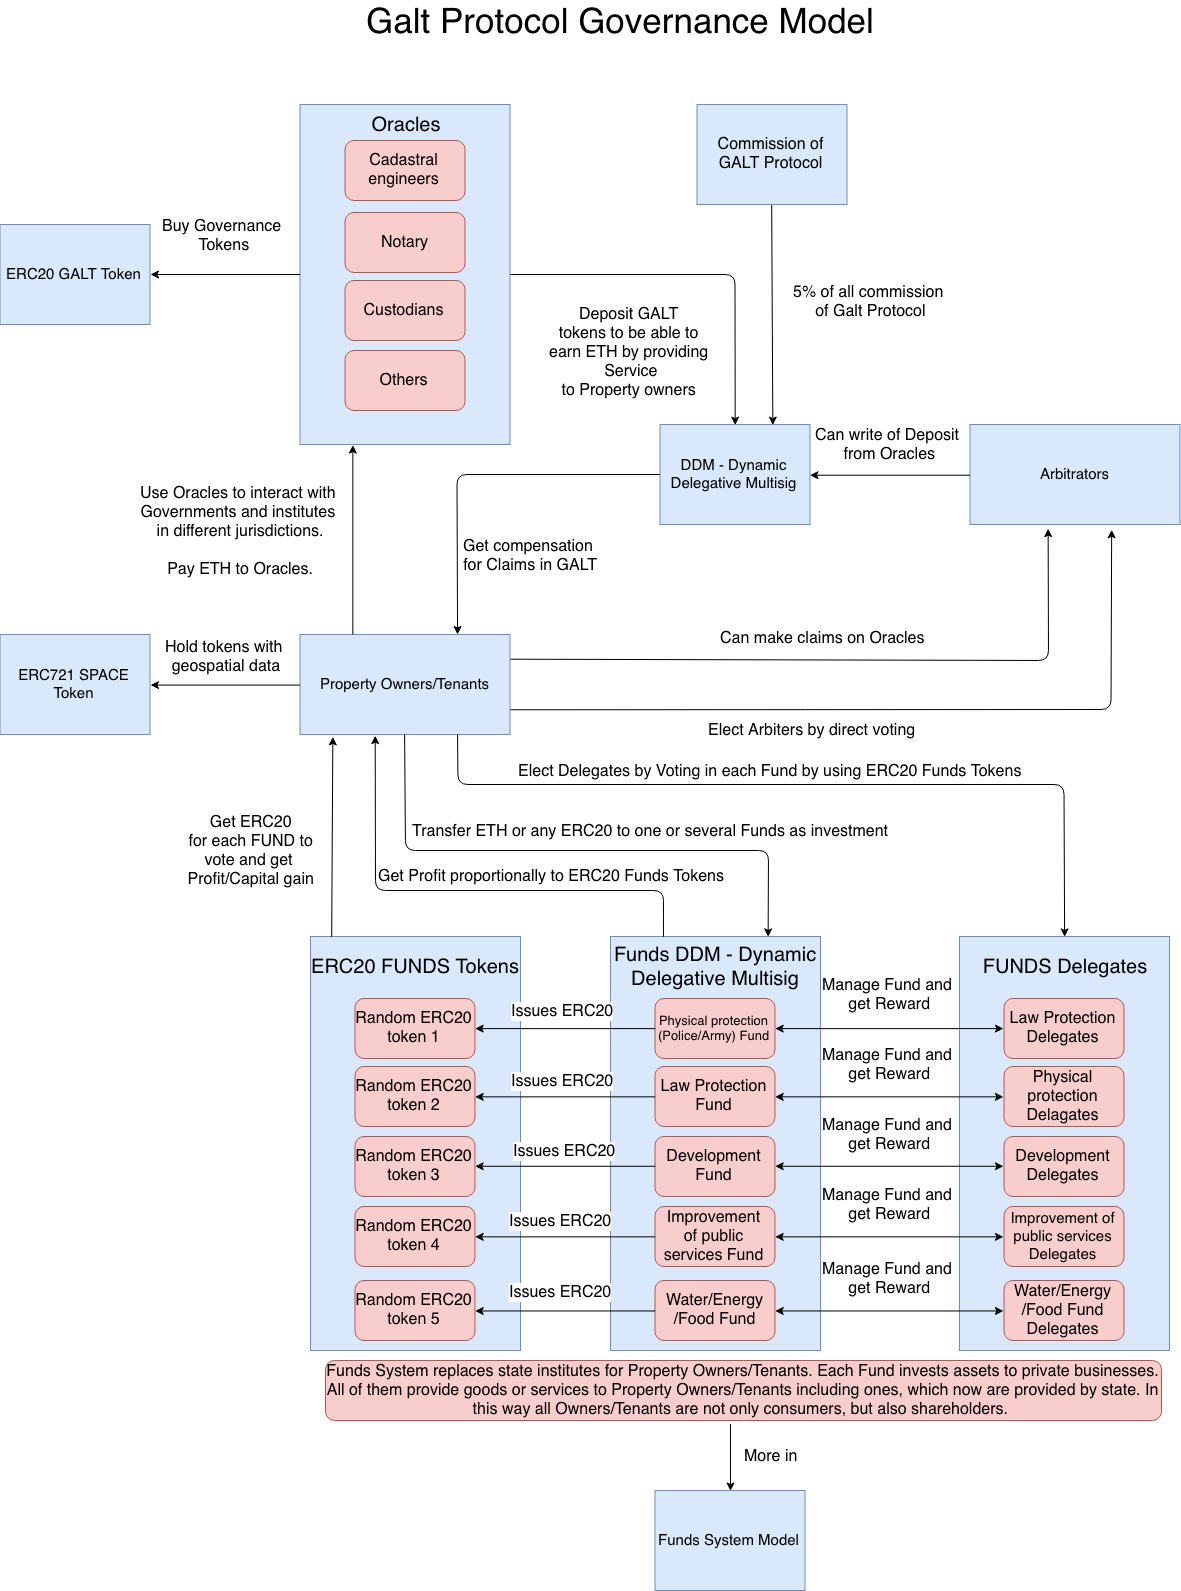 Galt Protocol Governance Model
Oracles
Cadastral
engineers
Notary
Custodians
Others
Commission of
GALT Protocol
Buy Governance
Tokens
ERC20 GALT Token
5% of all commission
of Galt Protocol
Deposit GALT
tokens to be able to
earn ETH by providing
Service
to Property owners
DDM - Dynamic
Delegative Multisig
Can write of Deposit
from Oracles
Arbitrators
Use Oracles to interact with
Governments and institutes
in different jurisdictions.
Pay ETH to Oracles.
Get compensation
for Claims in GALT
Hold tokens with
geospatial data
ERC721 SPACE
Token
Property Owners/Tenants
Can make claims on Oracles
Elect Arbiters by direct voting
Elect Delegates by Voting in each Fund by using ERC20 Funds Tokens
Get ERC20
for each FUND to
vote and get
Profit/Capital gain
Transfer ETH or any ERC20 to one or several Funds as investment
Get Profit proportionally to ERC20 Funds Tokens
ERC20 FUNDS Tokens
Funds DDM - Dynamic
Delegative Multisig
FUNDS Delegates
Random ERC20
token 1
Issues ERC20
Physical protection
(Police/Army) Fund
Manage Fund and
get Reward
Law Protection
Delegates
Random ERC20
token 2
Issues ERC20
Law Protection
Fund
Manage Fund and
get Reward
Physical
protection
Delagates
Random ERC20
token 3
Issues ERC20
Development
Fund
Manage Fund and
get Reward
Development
Delegates
Random ERC20
token 4
Issues ERC20
Improvement
of public
services Fund
Manage Fund and
get Reward
Improvement of
public services
Delegates
Random ERC20
token 5
Issues ERC20
Water/Energy
/Food Fund
Manage Fund and
get Reward
Water/Energy
/Food Fund
Delegates
Funds System replaces state institutes for Property Owners/Tenants. Each Fund invests assets to private businesses.
All of them provide goods or services to Property Owners/Tenants including ones, which now are provided by state. In
this way all Owners/Tenants are not only consumers, but also shareholders.
More in
Funds System Model